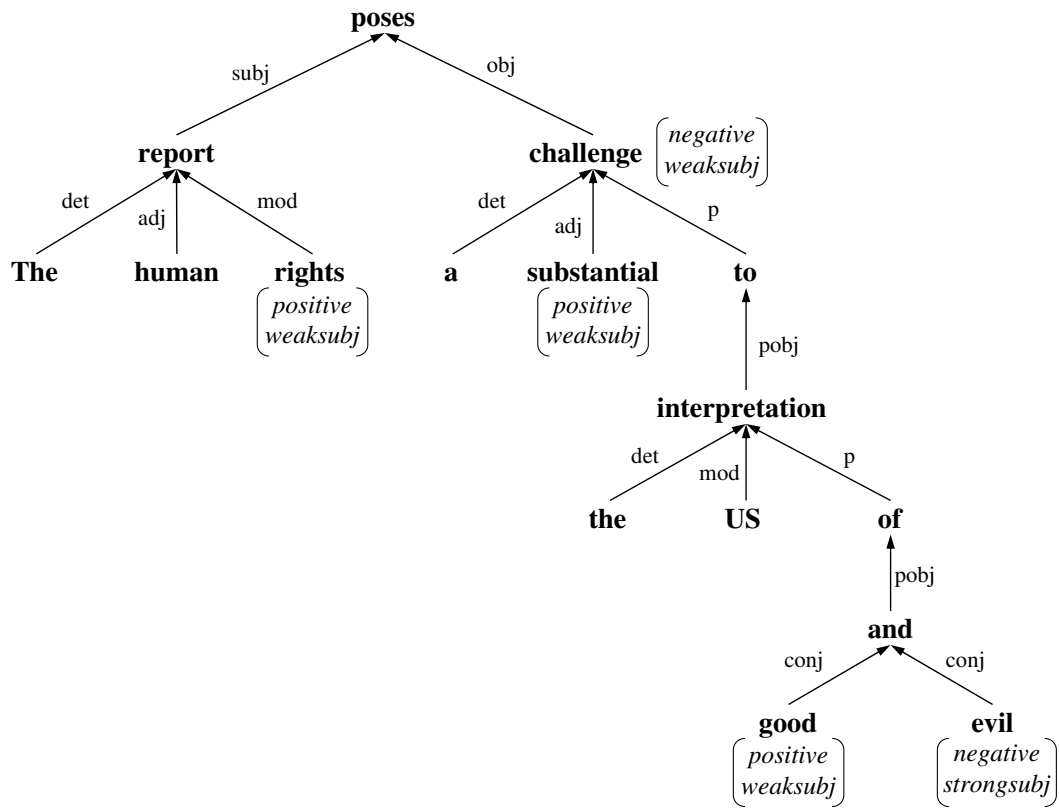 poses
subj obj
report challenge negative
weaksubj
det adj mod det adj p
The human rights a substantial to
positive positive
weaksubj weaksubj
pobj
interpretation
det mod p
the US of
pobj
and
conj conj
good evil
positive negative
weaksubj strongsubj